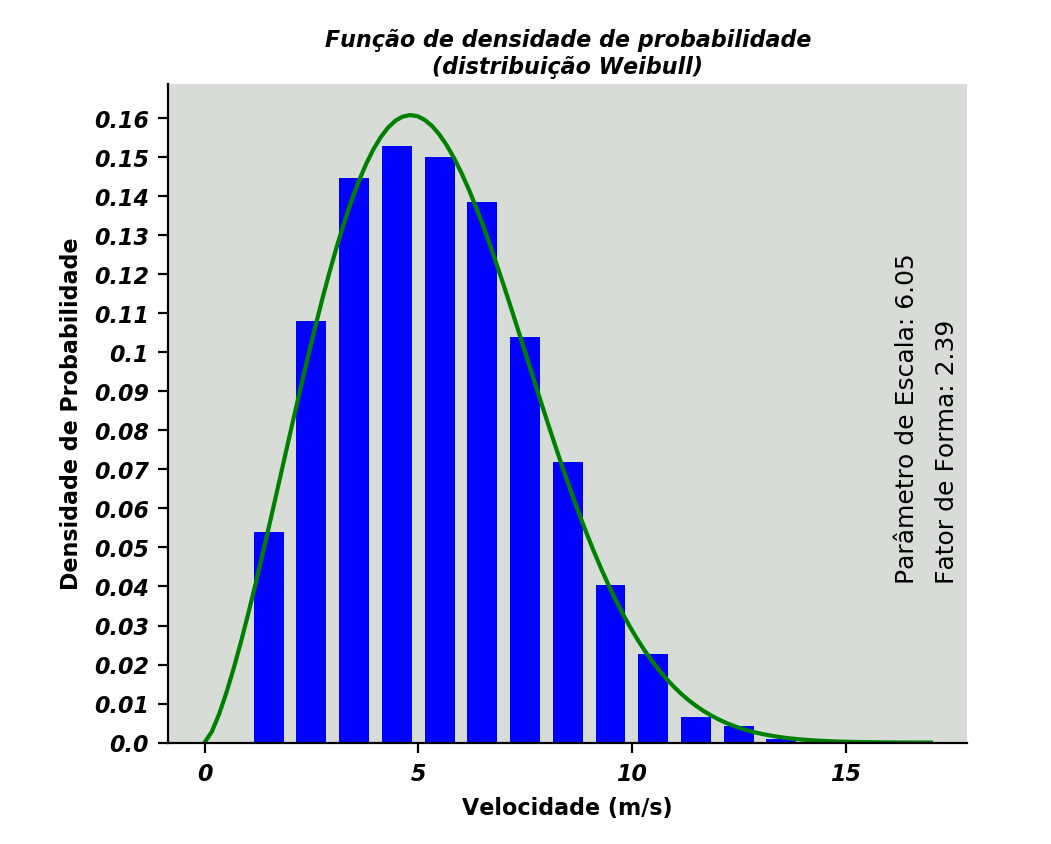 Função de densidade de probabilidade
(distribuição Weibull)
0.16
0.15
0.14
0.13
0.12
0.11
0.1
0.09
0.08
0.07
0.06
0.05
0.04
0.03
0.02
0.01
0.0
Densidade de Probabilidade
Parâmetro de Escala: 6.05
Fator de Forma: 2.39
0 5 10 15
Velocidade (m/s)